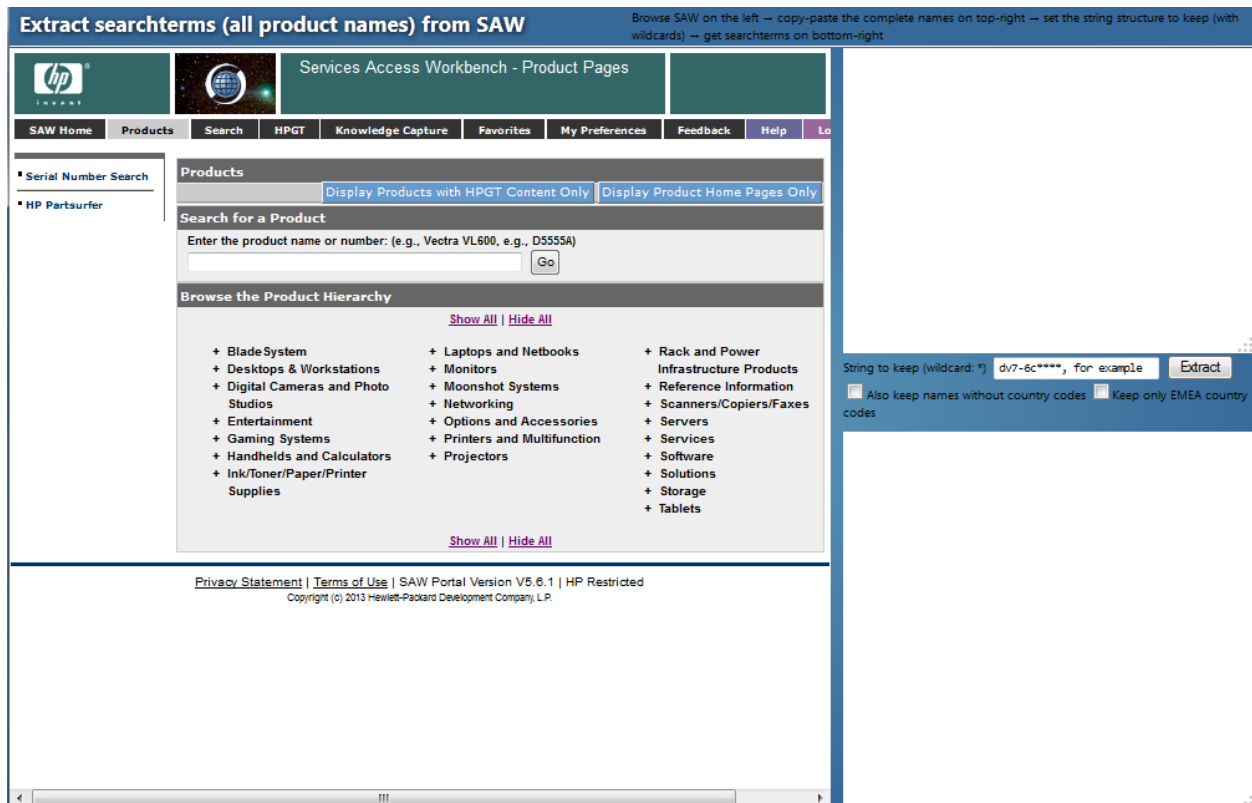 Extract searchterms (all product names) from SAW
Browse SAW on the left → copy-paste the complete names on top-right → set the string structure to keep (with
wildcards) → get searchterms on bottom-right
hp
®
invent
Services Access Workbench - Product Pages
SAW Home Products Search HPGT Knowledge Capture Favorites My Preferences Feedback Help Lo
Serial Number Search
HP Partsurfer
Products
Display Products with HPGT Content Only Display Product Home Pages Only
Search for a Product
Enter the product name or number: (e.g., Vectra VL600, e.g., D5555A)
Go
Browse the Product Hierarchy
Show All | Hide All
+ BladeSystem
+ Desktops & Workstations
+ Digital Cameras and Photo
Studios
+ Entertainment
+ Gaming Systems
+ Handhelds and Calculators
+ Ink/Toner/Paper/Printer
Supplies
+ Laptops and Netbooks
+ Monitors
+ Moonshot Systems
+ Networking
+ Options and Accessories
+ Printers and Multifunction
+ Projectors
+ Rack and Power
Infrastructure Products
+ Reference Information
+ Scanners/Copiers/Faxes
+ Servers
+ Services
+ Software
+ Solutions
+ Storage
+ Tablets
Show All | Hide All
Privacy Statement | Terms of Use | SAW Portal Version V5.6.1 | HP Restricted
Copyright (c) 2013 Hewlett-Packard Development Company, L.P.
String to keep (wildcard: *) dv7-6c****, for example Extract
Also keep names without country codes Keep only EMEA country
codes